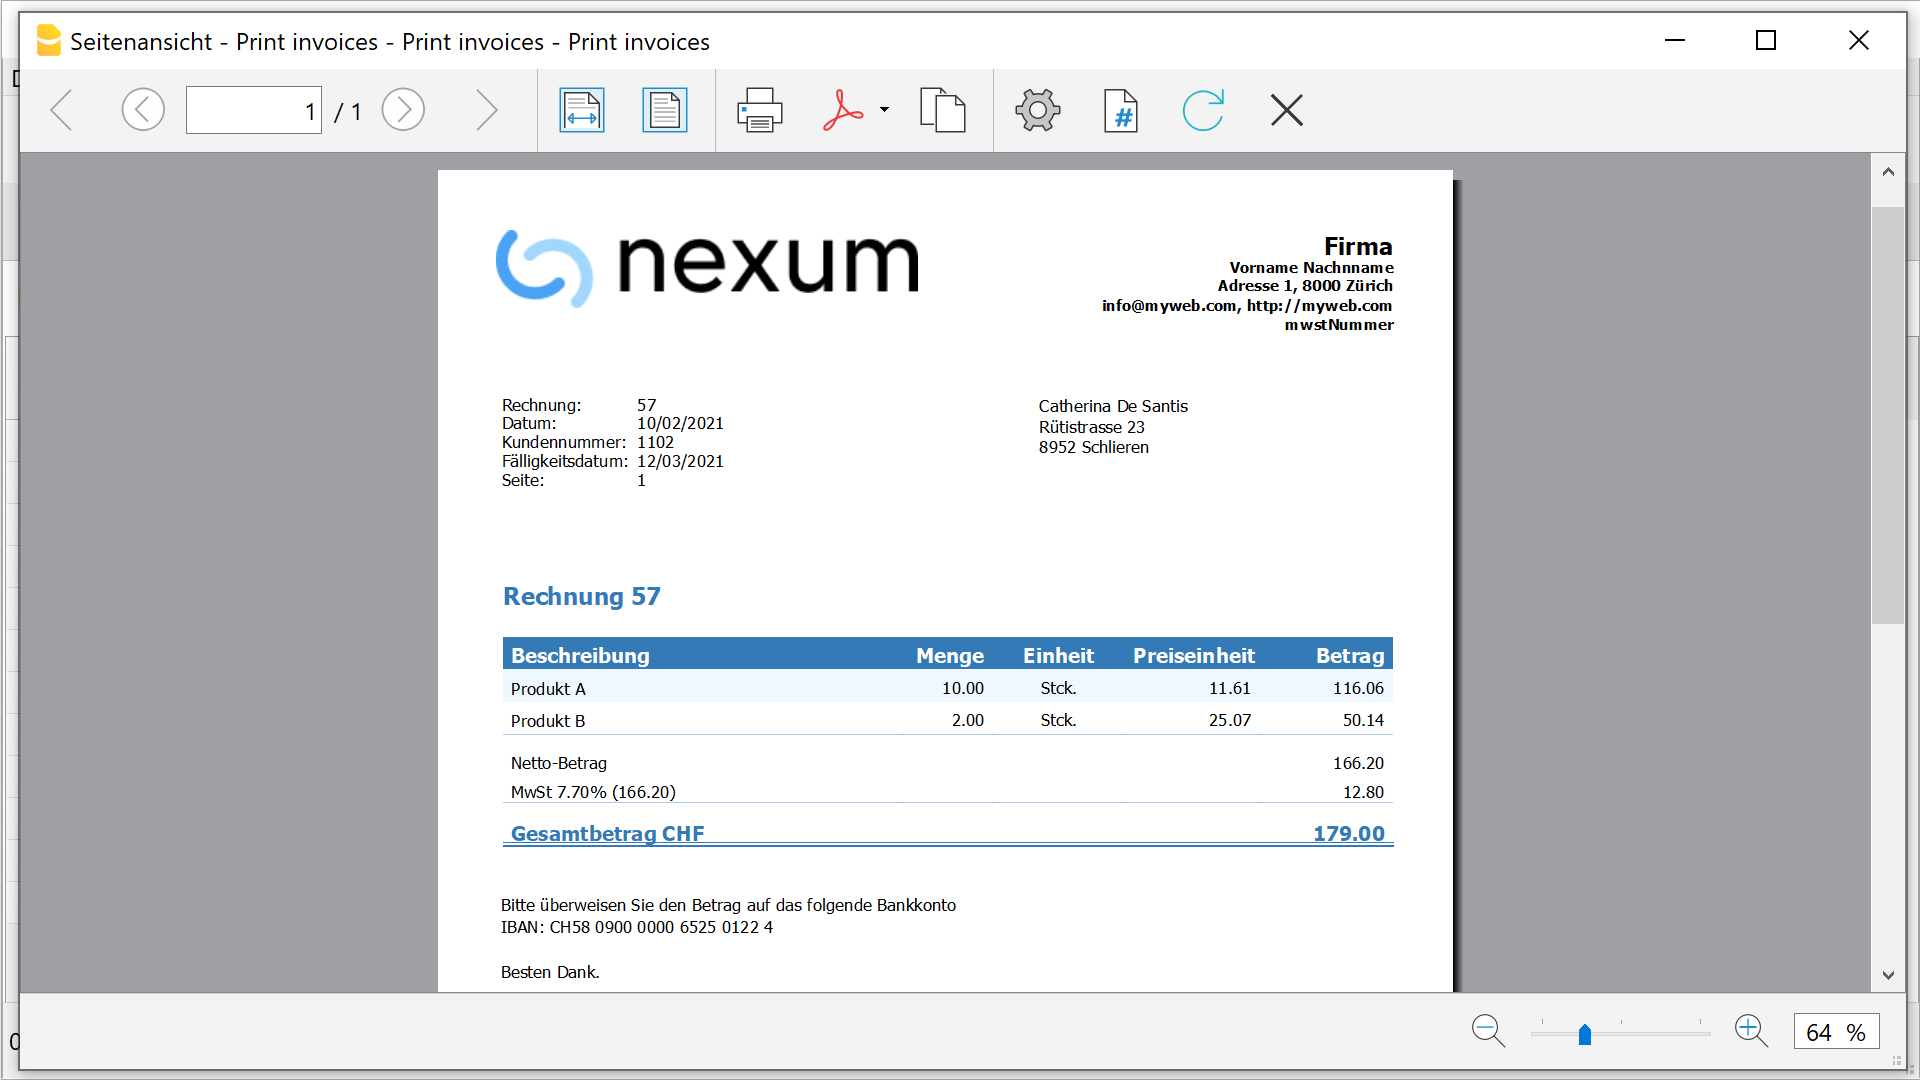 Seitenansicht - Print invoices - Print invoices - Print invoices
1 / 1
#
nexum
Firma
Vorname Nachnname
Adresse 1, 8000 Zürich
info@myweb.com, http://myweb.com
mwstNummer
Rechnung: 57
Datum: 10/02/2021
Kundennummer: 1102
Fälligkeitsdatum: 12/03/2021
Seite: 1
Catherina De Santis
Rütistrasse 23
8952 Schlieren
Rechnung 57
Beschreibung Menge Einheit Preiseinheit Betrag
Produkt A 10.00 Stck. 11.61 116.06
Produkt B 2.00 Stck. 25.07 50.14
Netto-Betrag 166.20
MwSt 7.70% (166.20) 12.80
Gesamtbetrag CHF 179.00
Bitte überweisen Sie den Betrag auf das folgende Bankkonto
IBAN: CH58 0900 0000 6525 0122 4
Besten Dank.
64 %